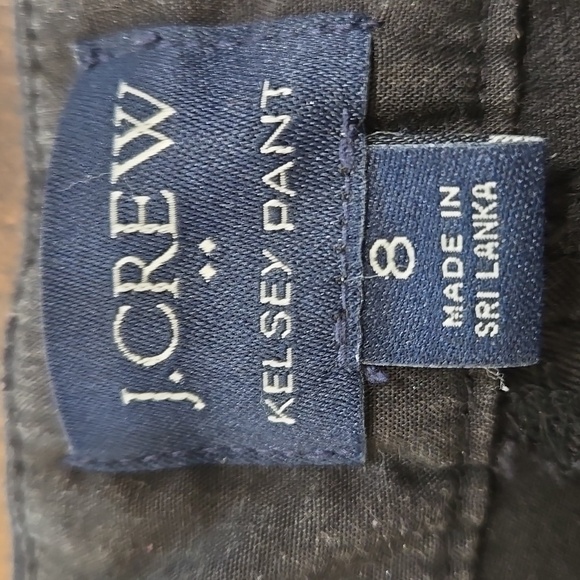 J.CREW
KELSEY PANT
8
MADE IN
SRI LANKA